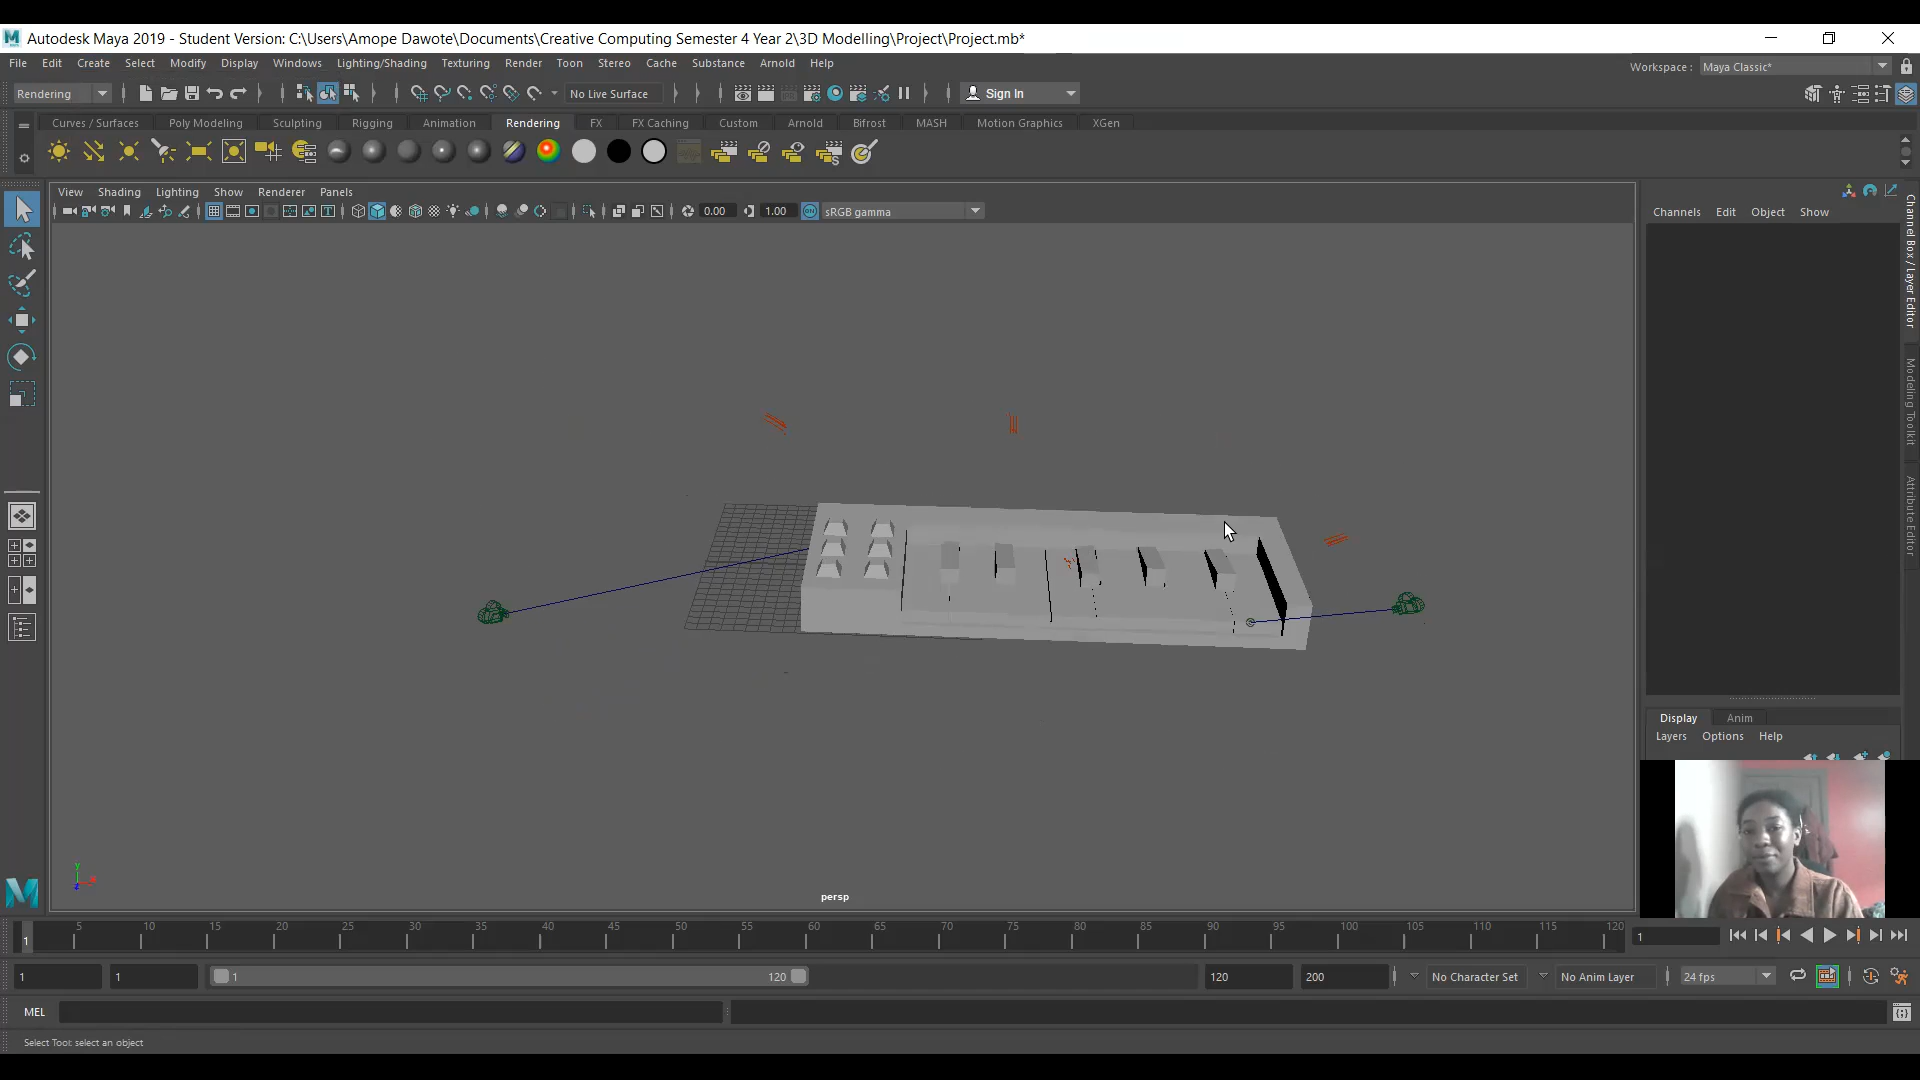 Autodesk Maya 2019 - Student Version: C:\Users\Amope Dawote\Documents\Creative Computing Semester 4 Year 2\3D Modelling\Project\Project.mb*
File Edit Create Select Modify Display Windows Lighting/Shading Texturing Render Toon Stereo Cache Substance Arnold Help
Workspace : Maya Classic*
Rendering No Live Surface Sign In
Curves / Surfaces Poly Modeling Sculpting Rigging Animation Rendering FX FX Caching Custom Arnold Bifrost MASH Motion Graphics XGen
View Shading Lighting Show Renderer Panels
0.00 1.00 sRGB gamma
Channels Edit Object Show
Channel Box / Layer Editor
Modeling Toolkit
Attribute Editor
Display Anim
Layers Options Help
persp
5 10 15 20 25 30 35 40 45 50 55 60 65 70 75 80 85 90 95 100 105 110 115 120
1 1
1 1 1 120 120 200 No Character Set No Anim Layer 24 fps
MEL
Select Tool: select an object